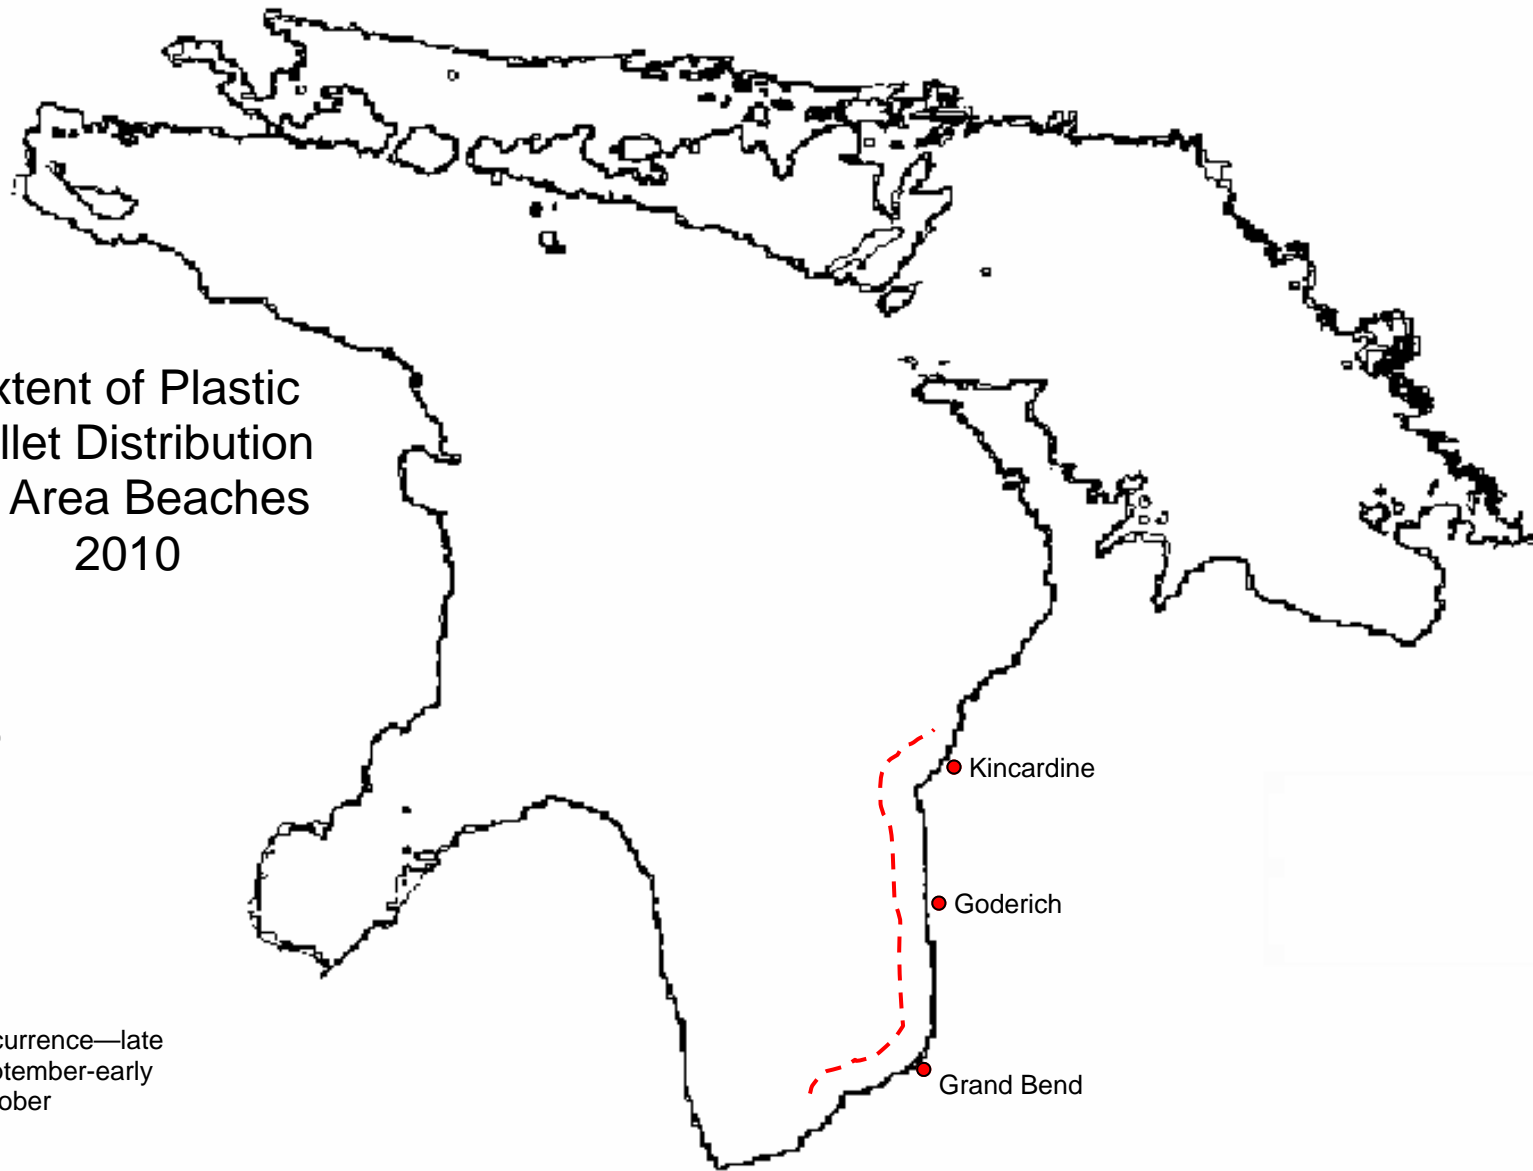 xtent of Plastic
llet Distribution
Area Beaches
2010
Kincardine
Goderich
Grand Bend
currence—late
ptember-early
ober